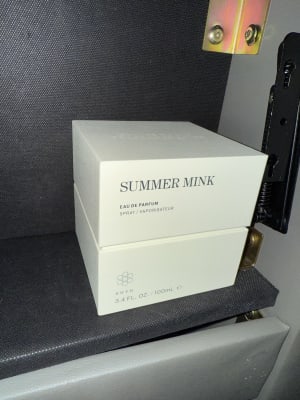 SUMMER MINK
EAU DE PARFUM
SPRAY / VAPORISATEUR
3.4 FL. OZ - 100mL e